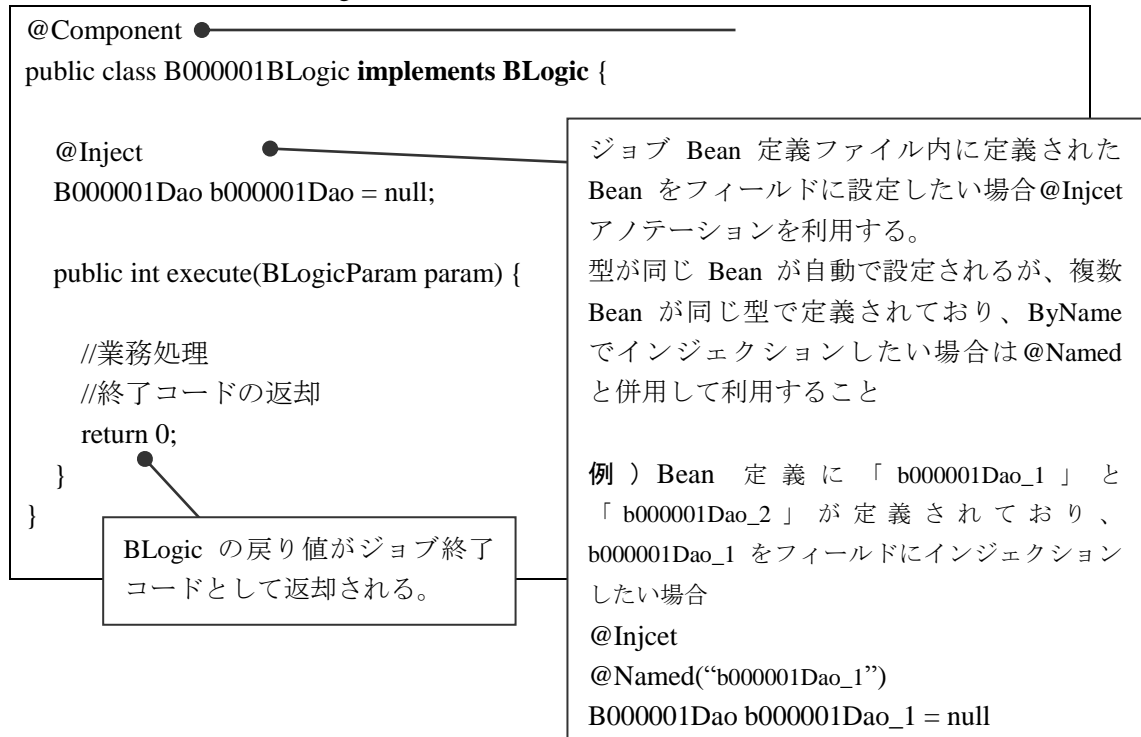 @Component
public class B000001BLogic implements BLogic {
@Inject
B000001Dao b000001Dao = null;
public int execute(BLogicParam param) {
//業務処理
//終了コードの返却
return 0;
}
}
BLogic の戻り値がジョブ終了
コードとして返却される。
ジョブ Bean 定義ファイル内に定義された
Bean をフィールドに設定したい場合@Injcet
アノテーションを利用する。
型が同じ Bean が自動で設定されるが、複数
Bean が同じ型で定義されており、ByName
でインジェクションしたい場合は@Named
と併用して利用すること
例）Bean 定義に「b000001Dao_1」と
「b000001Dao_2」が定義されており、
b000001Dao_1 をフィールドにインジェクション
したい場合
@Injcet
@Named(“b000001Dao_1”)
B000001Dao b000001Dao_1 = null